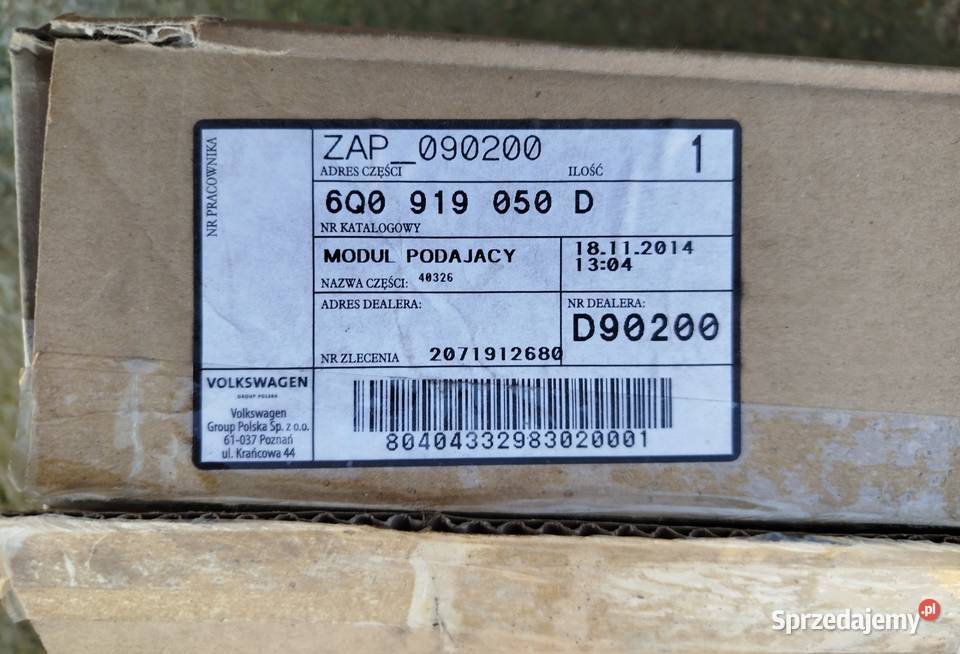 NR PRACOWNIKA
ZAP_090200
ADRES CZĘŚCI
ILOŚĆ
1
6Q0 919 050 D
NR KATALOGOWY
MODUL PODAJACY
NAZWA CZĘŚCI: 40326
18.11.2014
13:04
ADRES DEALERA:
NR DEALERA:
D90200
NR ZLECENIA 2071912680
VOLKSWAGEN
GROUP POLSKA
Volkswagen
Group Polska Sp. z o.o.
61-037 Poznań
ul. Krańcowa 44
80404332983020001
Sprzedajemy.pl